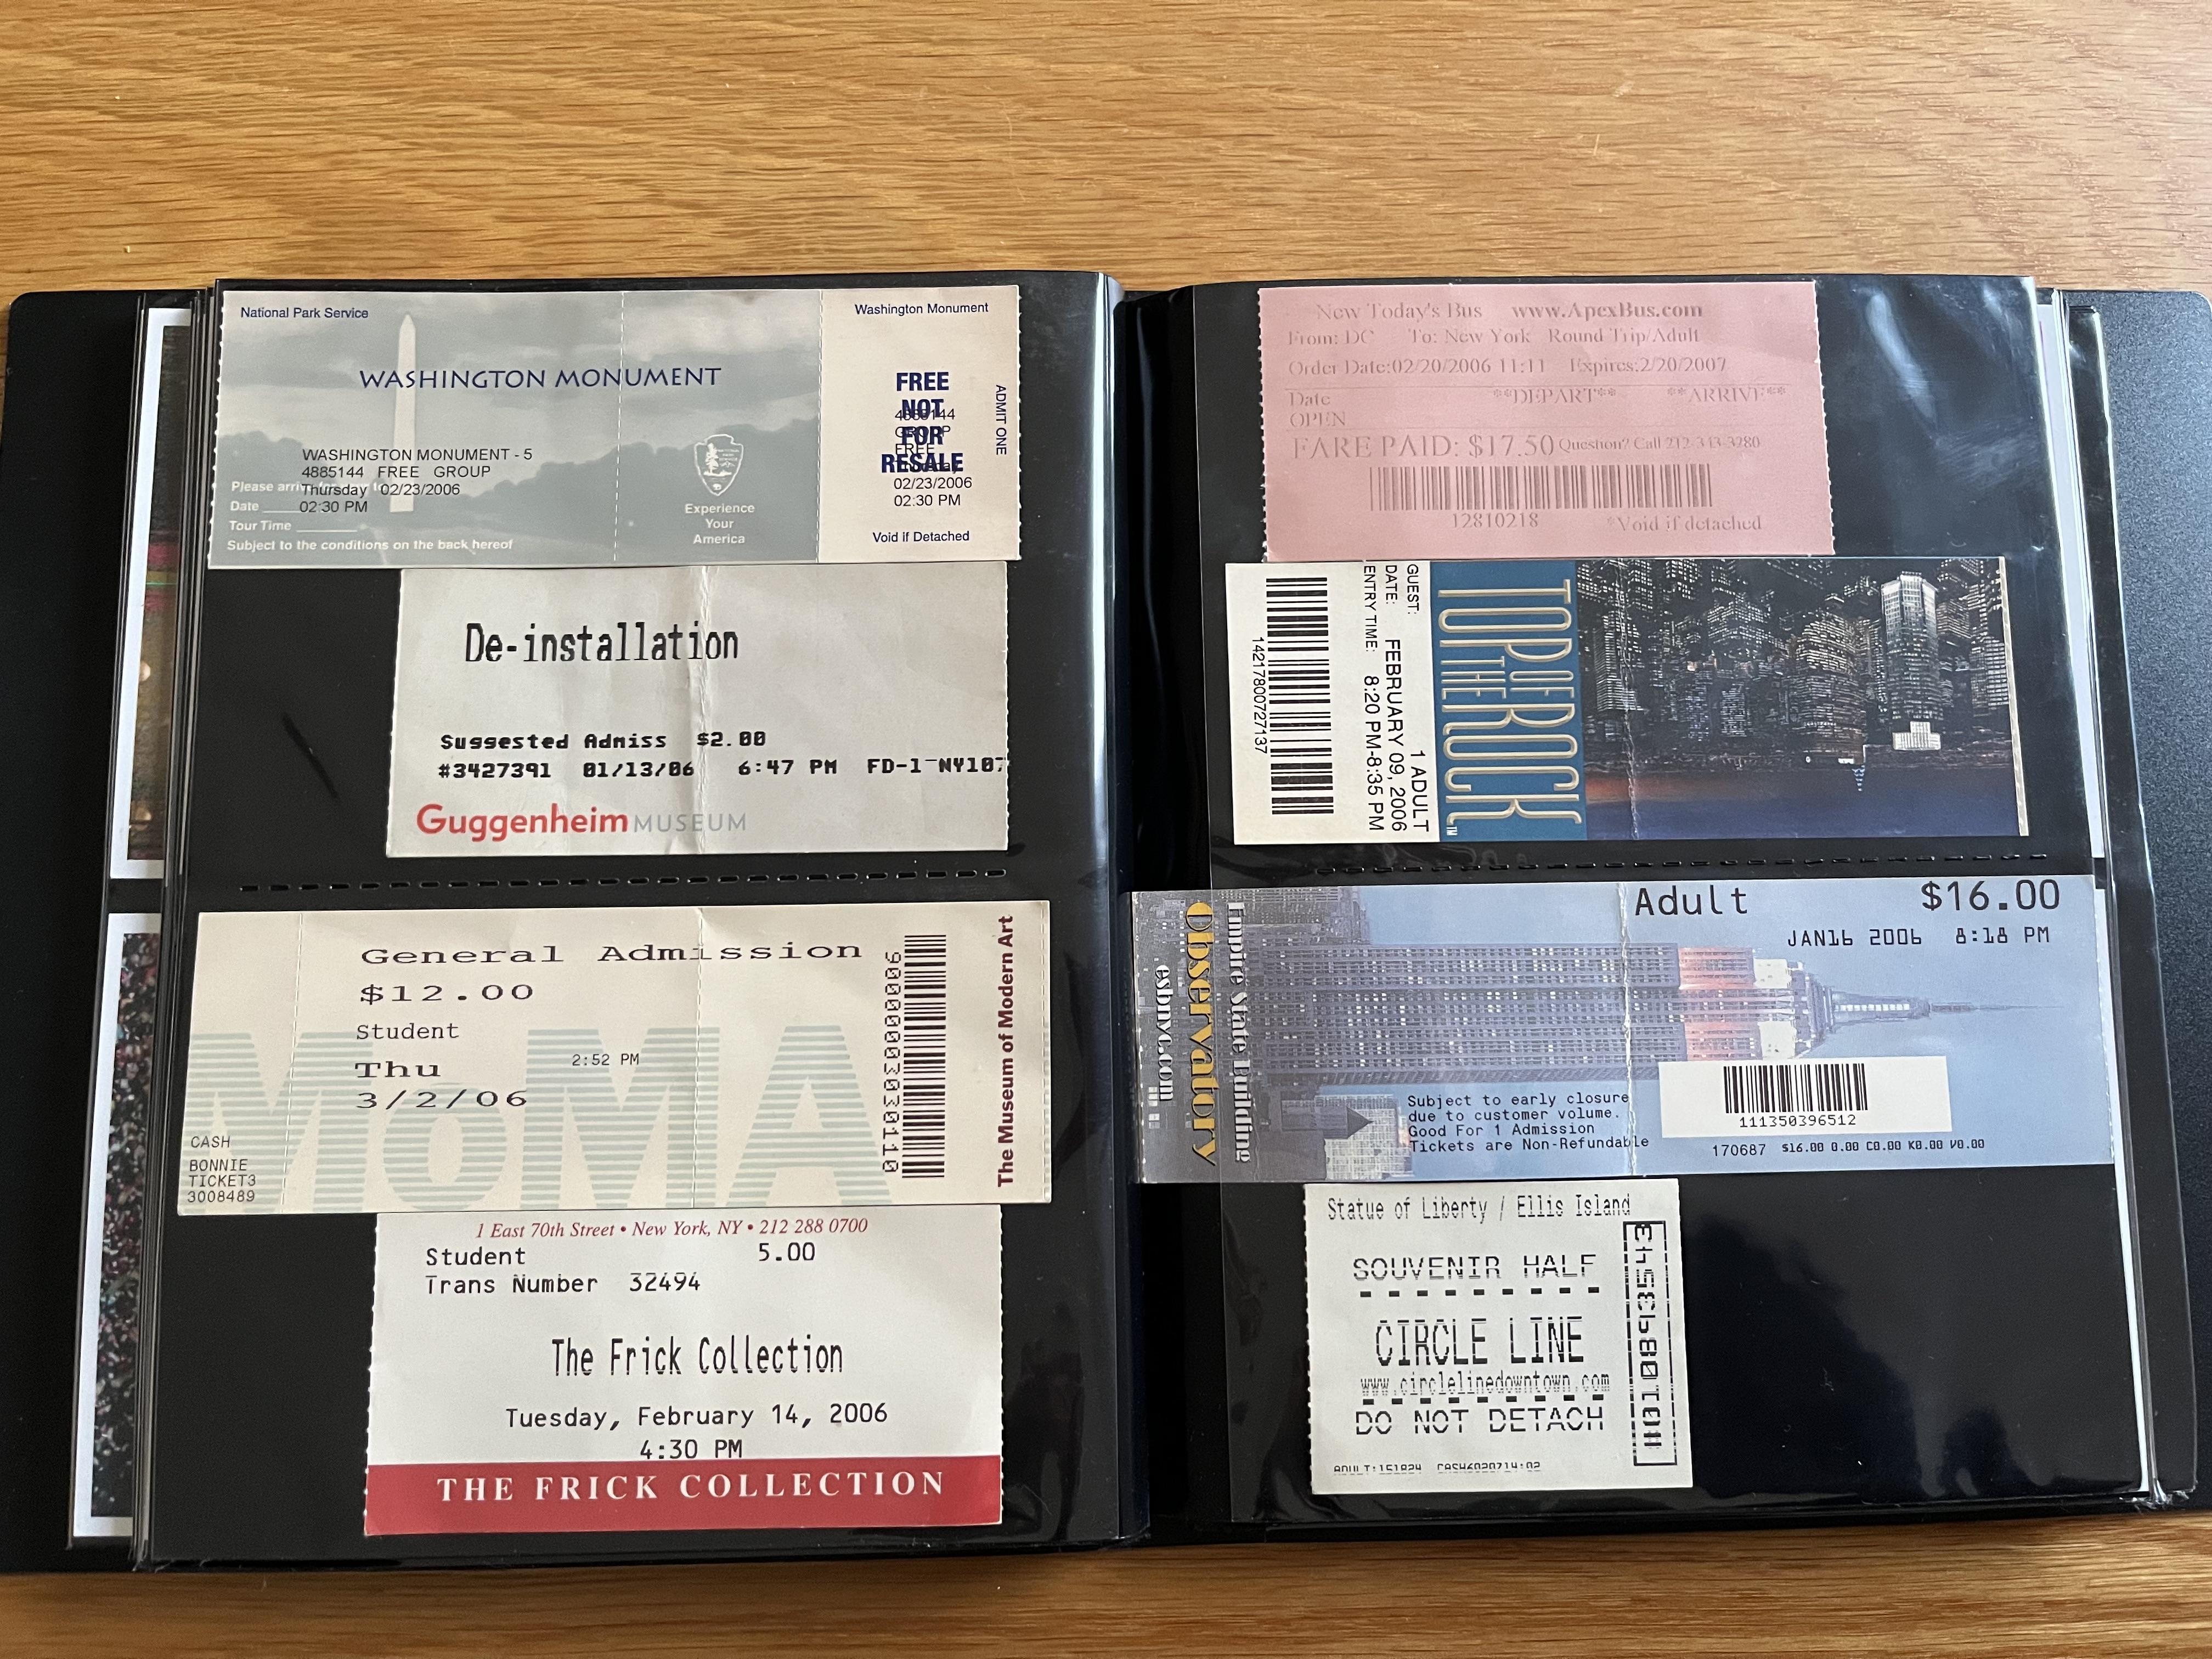 National Park Service
WASHINGTON MONUMENT
WASHINGTON MONUMENT - 5
4885144 FREE GROUP
Please arrive
Thursday 02/23/2006
Date
02:30 PM
Tour Time
Subject to the conditions on the back hereof
Experience
Your
America
Washington Monument
FREE
NOT
FOR
RESALE
4885144
GROUP
FREE
Thursday
02/23/2006
02:30 PM
ADMIT ONE
Void if Detached
De-installation
Suggested Admiss $2.00
#3427391 01/13/06 6:47 PM FD-1 NY107
Guggenheim MUSEUM
General Admission
$12.00
Student
Thu 2:52 PM
3/2/06
CASH
BONNIE
TICKET3
3008489
MoMA
9000000303030110
The Museum of Modern Art
1 East 70th Street • New York, NY • 212 288 0700
Student 5.00
Trans Number 32494
The Frick Collection
Tuesday, February 14, 2006
4:30 PM
THE FRICK COLLECTION
New Today's Bus www.ApexBus.com
From: DC To: New York Round Trip/Adult
Order Date:02/20/2006 11:11 Expires:2/20/2007
Date **DEPART** **ARRIVE**
OPEN
FARE PAID: $17.50 Question? Call 212-343-3280
12810218 *Void if detached
TOP OF THE ROCK™
GUEST: 1 ADULT
DATE: FEBRUARY 09, 2006
ENTRY TIME: 8:20 PM-8:35 PM
1421780072​7137
Adult $16.00
JAN16 2006 8:18 PM
Empire State Building
Observatory
esbnyc.com
Subject to early closure
due to customer volume.
Good For 1 Admission
Tickets are Non-Refundable
111350396512
170687 $16.00 0.00 C0.00 K0.00 V0.00
Statue of Liberty / Ellis Island
SOUVENIR HALF
CIRCLE LINE
www.circlelinedowntown.com
DO NOT DETACH